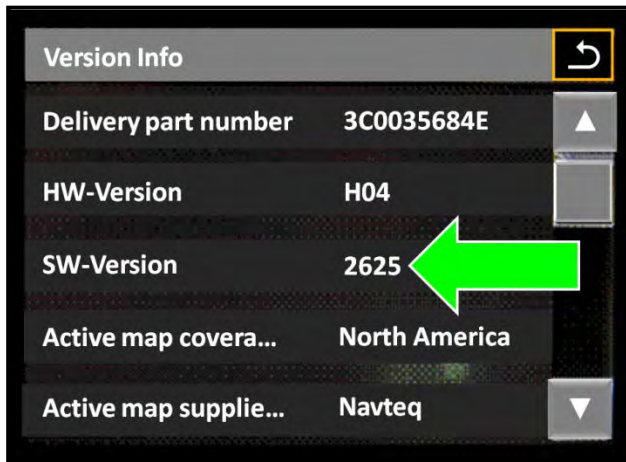 Version Info
Delivery part number 3C0035684E
HW-Version H04
SW-Version 2625
Active map covera... North America
Active map supplie... Navteq